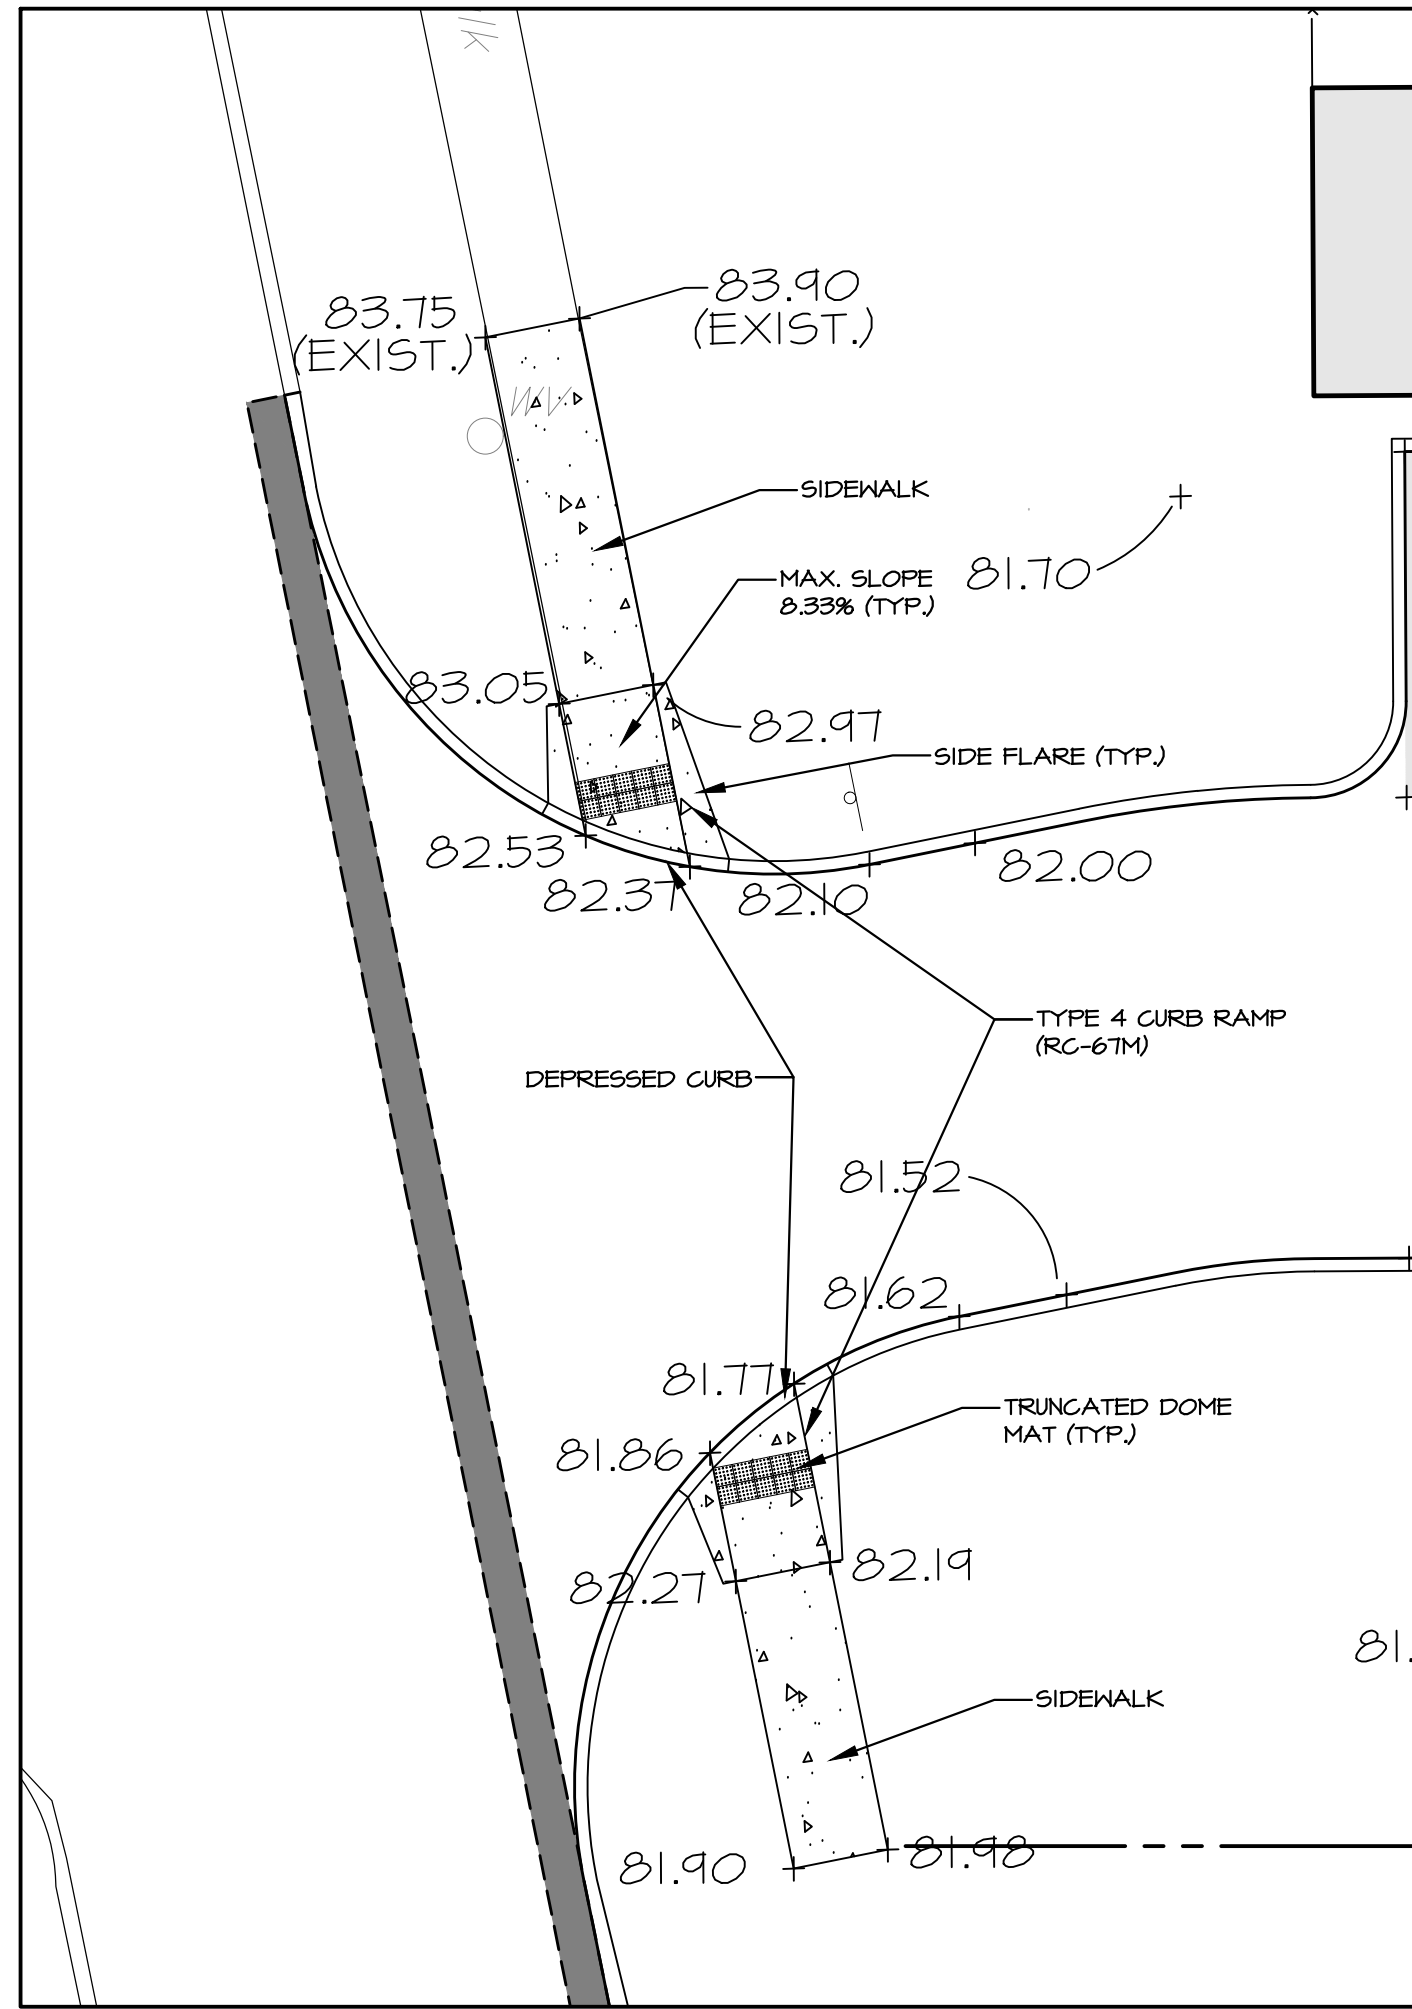 lk
83.90
(EXIST.)
83.75
(EXIST.)
WV
SIDEWALK
MAX. SLOPE
8.33% (TYP.)
81.70
83.05
82.97
SIDE FLARE (TYP.)
82.53
82.37
82.10
82.00
TYPE 4 CURB RAMP
(RC-67M)
DEPRESSED CURB
81.52
81.62
81.77
TRUNCATED DOME
MAT (TYP.)
81.86
82.19
82.27
81.
SIDEWALK
81.90
81.98